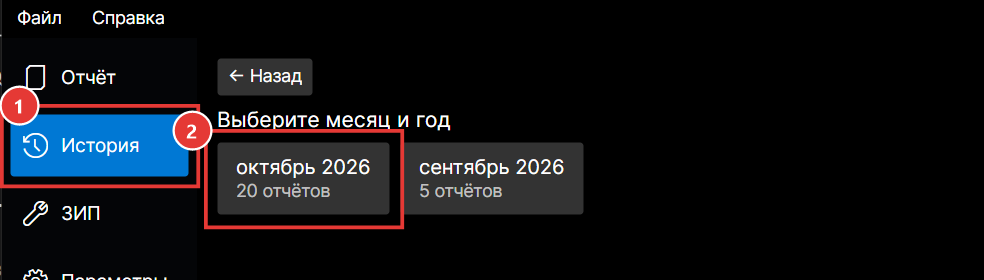 Файл Справка
Отчёт
← Назад
1
Выберите месяц и год
2
История
октябрь 2026
20 отчётов
сентябрь 2026
5 отчётов
ЗИП
Параметры